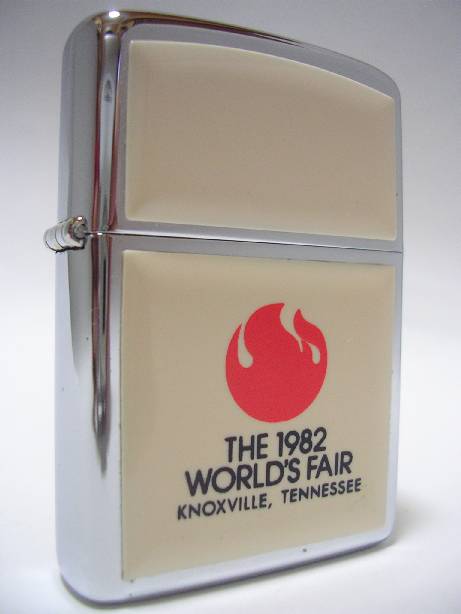 THE 1982
WORLD'S FAIR
KNOXVILLE, TENNESSEE